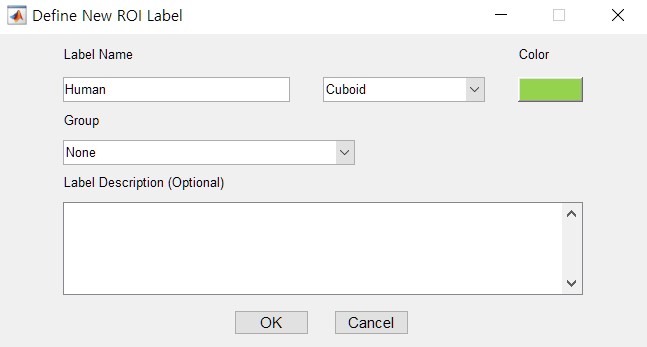 Define New ROI Label
Label Name
Color
Human
Cuboid
Group
None
Label Description (Optional)
OK
Cancel